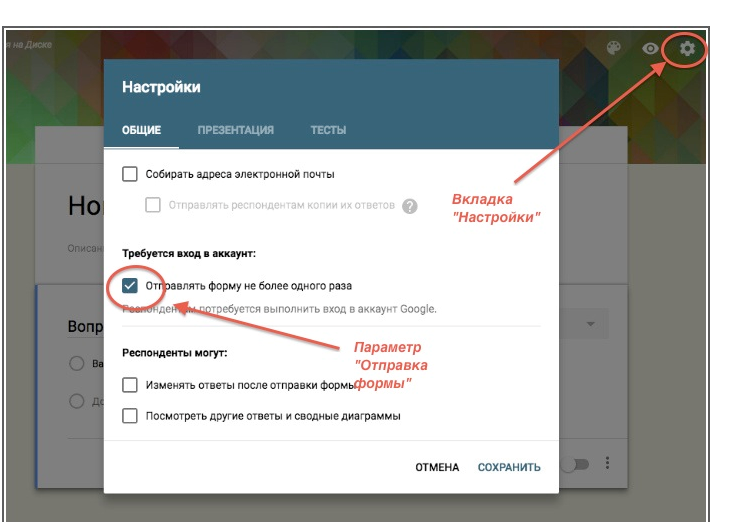 я на Диске
Настройки
ОБЩИЕ ПРЕЗЕНТАЦИЯ ТЕСТЫ
Собирать адреса электронной почты
Отправлять респондентам копии их ответов ?
Вкладка
"Настройки"
Требуется вход в аккаунт:
Отправлять форму не более одного раза
Респондентам потребуется выполнить вход в аккаунт Google.
Параметр
"Отправка
формы"
Респонденты могут:
Изменять ответы после отправки формы
Посмотреть другие ответы и сводные диаграммы
ОТМЕНА СОХРАНИТЬ
Но
Описан
Вопр
Ва
До